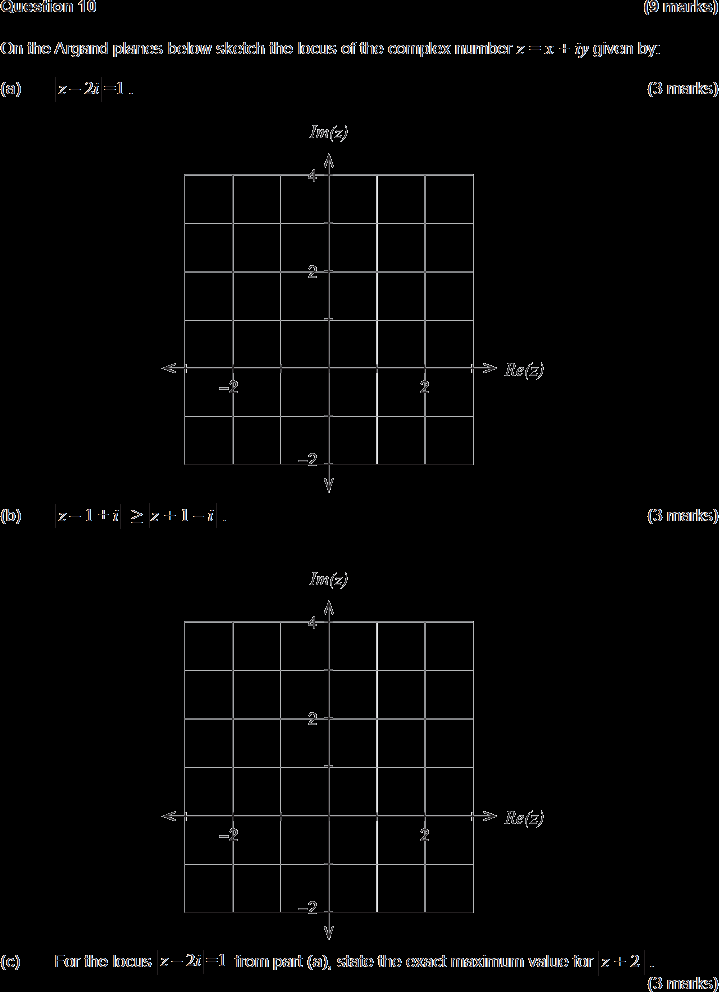 Question 10 (9 marks)
On the Argand planes below sketch the locus of the complex number z = x + iy given by:
(a) |z − 2i| = 1 . (3 marks)
Im(z)
4
2
Re(z)
−2 2
−2
(b) |z − 1 + i| ≥ |z + 1 − i| . (3 marks)
Im(z)
4
2
Re(z)
−2 2
−2
(c) For the locus |z − 2i| = 1 from part (a), state the exact maximum value for |z + 2| .
(3 marks)